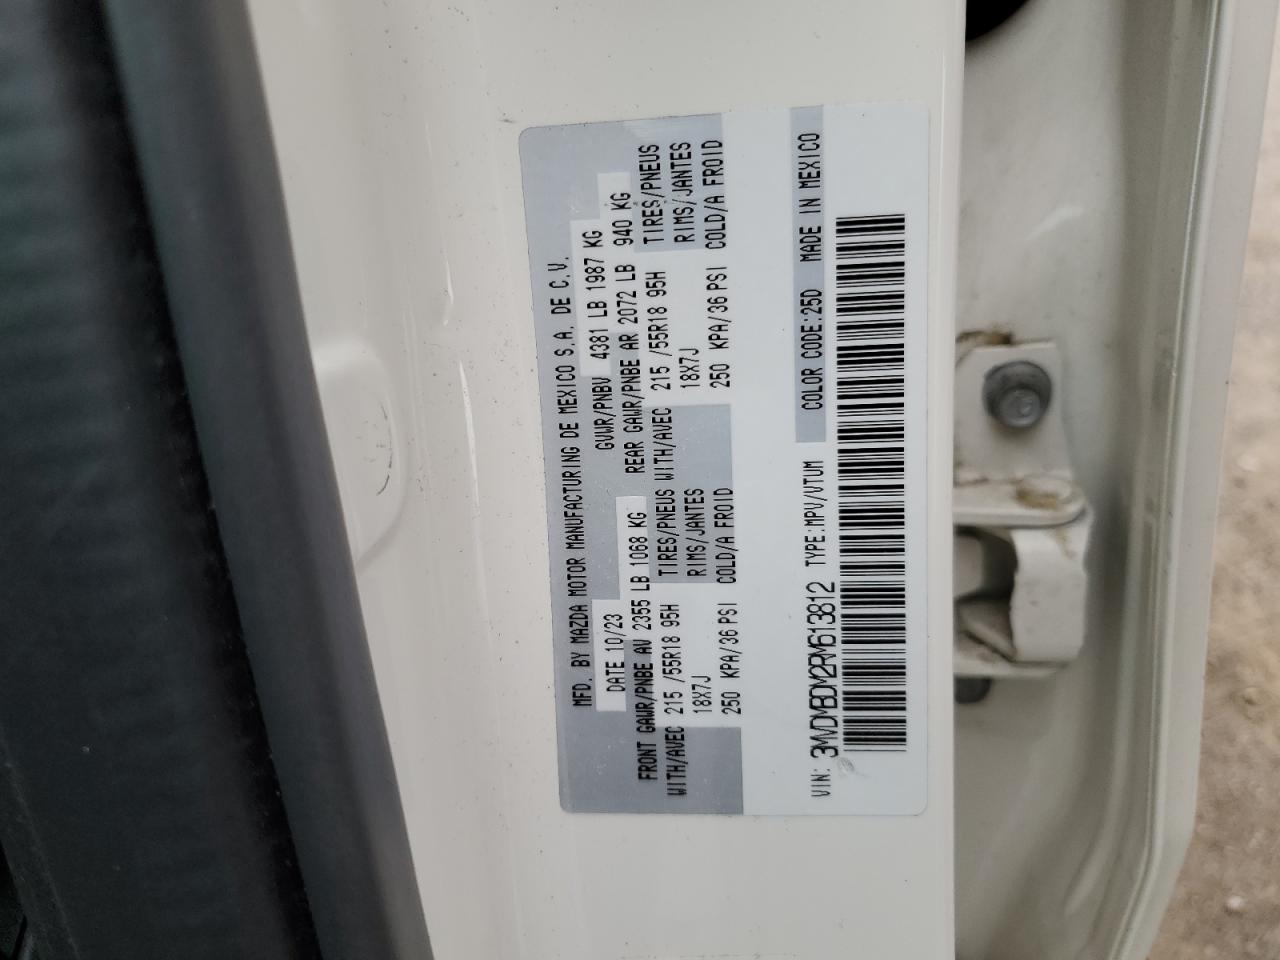 MFD. BY MAZDA MOTOR MANUFACTURING DE MEXICO S.A. DE C.V.
DATE 10/23 GVWR/PNBV 4381 LB 1987 KG
FRONT GAWR/PNBE AV 2355 LB 1068 KG REAR GAWR/PNBE AR 2072 LB 940 KG
WITH/AVEC 215 /55R18 95H TIRES/PNEUS WITH/AVEC 215 /55R18 95H TIRES/PNEUS
18X7J RIMS/JANTES 18X7J RIMS/JANTES
250 KPA/36 PSI COLD/A FROID 250 KPA/36 PSI COLD/A FROID
VIN: 3MVDMBDM2RM613812 TYPE:MPV/VTUM COLOR CODE:25D MADE IN MEXICO